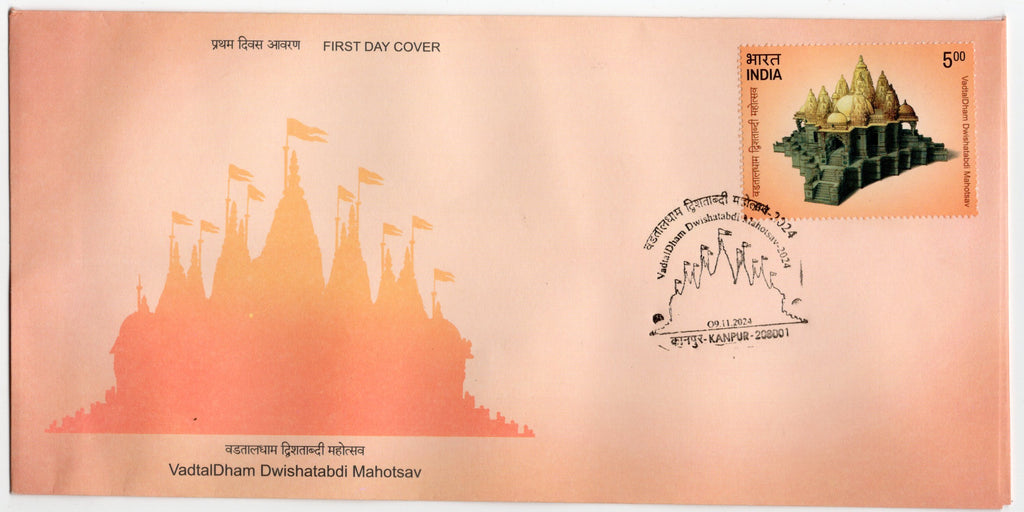 प्रथम दिवस आवरण FIRST DAY COVER
भारत
INDIA
500
वडतालधाम द्विशताब्दी महोत्सव
VadtalDham Dwishatabdi Mahotsav
वडतालधाम द्विशताब्दी महोत्सव-2024
VadtalDham Dwishatabdi Mahotsav-2024
09.11.2024
कानपुर-KANPUR-208001
वडतालधाम द्विशताब्दी महोत्सव
VadtalDham Dwishatabdi Mahotsav